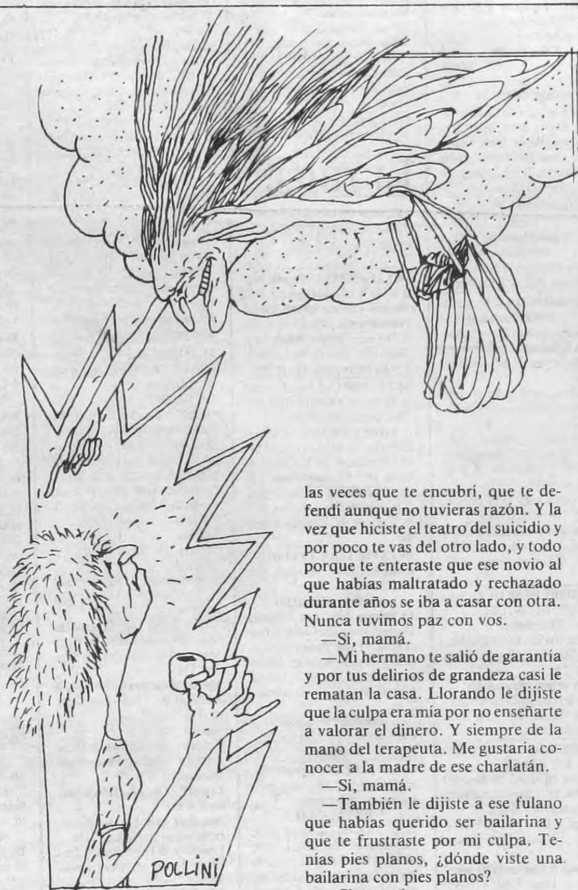 las veces que te encubrí, que te de-
fendí aunque no tuvieras razón. Y la
vez que hiciste el teatro del suicidio y
por poco te vas del otro lado, y todo
porque te enteraste que ese novio al
que habías maltratado y rechazado
durante años se iba a casar con otra.
Nunca tuvimos paz con vos.
—Sí, mamá.
—Mi hermano te salió de garantía
y por tus delirios de grandeza casi le
rematan la casa. Llorando le dijiste
que la culpa era mía por no enseñarte
a valorar el dinero. Y siempre de la
mano del terapeuta. Me gustaría co-
nocer a la madre de ese charlatán.
—Sí, mamá.
—También le dijiste a ese fulano
que habías querido ser bailarina y
que te frustraste por mi culpa. Te-
nías pies planos, ¿dónde viste una
bailarina con pies planos?
POLLINI